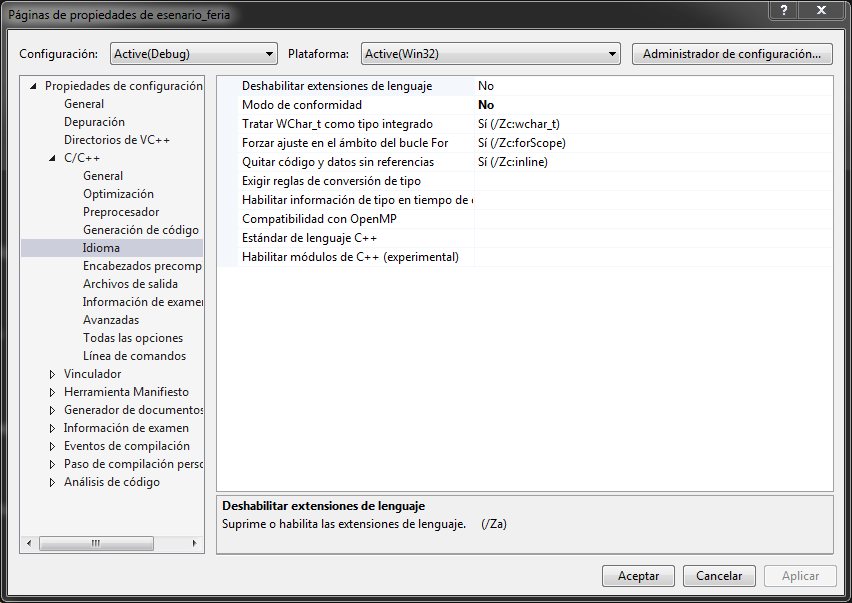 Páginas de propiedades de esenario_feria
Configuración: Active(Debug) Plataforma: Active(Win32) Administrador de configuración...
Propiedades de configuración
General
Depuración
Directorios de VC++
C/C++
General
Optimización
Preprocesador
Generación de código
Idioma
Encabezados precomp
Archivos de salida
Información de examen
Avanzadas
Todas las opciones
Línea de comandos
Vinculador
Herramienta Manifiesto
Generador de documentos
Información de examen
Eventos de compilación
Paso de compilación perso
Análisis de código
Deshabilitar extensiones de lenguaje No
Modo de conformidad No
Tratar WChar_t como tipo integrado Sí (/Zc:wchar_t)
Forzar ajuste en el ámbito del bucle For Sí (/Zc:forScope)
Quitar código y datos sin referencias Sí (/Zc:inline)
Exigir reglas de conversión de tipo
Habilitar información de tipo en tiempo de
Compatibilidad con OpenMP
Estándar de lenguaje C++
Habilitar módulos de C++ (experimental)
Deshabilitar extensiones de lenguaje
Suprime o habilita las extensiones de lenguaje. (/Za)
Aceptar Cancelar Aplicar